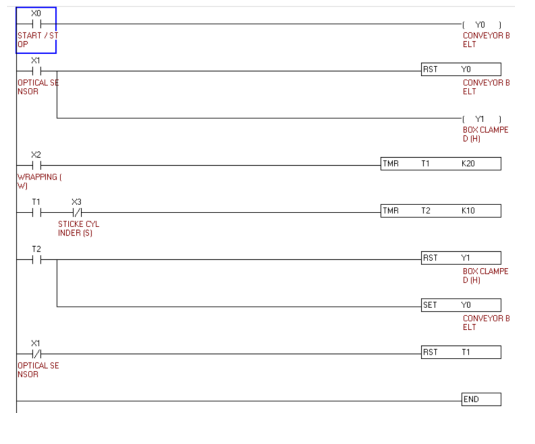 X0
( Y0 )
START / ST
OP
CONVEYOR B
ELT
X1
RST Y0
OPTICAL SE
NSOR
CONVEYOR B
ELT
( Y1 )
BOX CLAMPE
D (H)
X2
TMR T1 K20
WRAPPING (
W)
T1 X3
TMR T2 K10
STICKE CYL
INDER (S)
T2
RST Y1
BOX CLAMPE
D (H)
SET Y0
CONVEYOR B
ELT
X1
RST T1
OPTICAL SE
NSOR
END